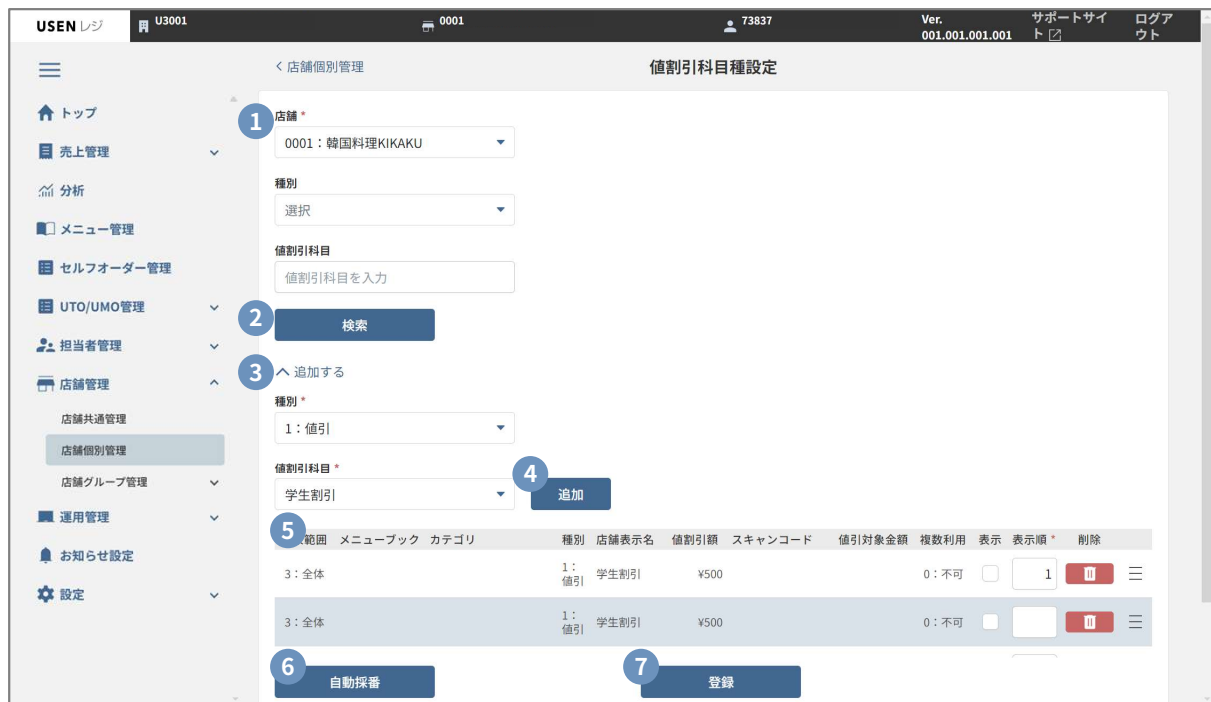 USEN レジ
U3001
0001
73837
Ver.
001.001.001.001
サポートサイ
ト
ログア
ウト
< 店舗個別管理
値割引科目種設定
トップ
売上管理
分析
メニュー管理
セルフオーダー管理
UTO/UMO管理
担当者管理
店舗管理
店舗共通管理
店舗個別管理
店舗グループ管理
運用管理
お知らせ設定
設定
1
店舗 *
0001：韓国料理KIKAKU
種別
選択
値割引科目
値割引科目を入力
2
検索
3
追加する
種別 *
1：値引
値割引科目 *
学生割引
4
追加
5
範囲 メニューブック カテゴリ 種別 店舗表示名 値割引額 スキャンコード 値引対象金額 複数利用 表示 表示順 * 削除
3：全体 1：値引 学生割引 ¥500 0：不可 1
3：全体 1：値引 学生割引 ¥500 0：不可
6
自動採番
7
登録